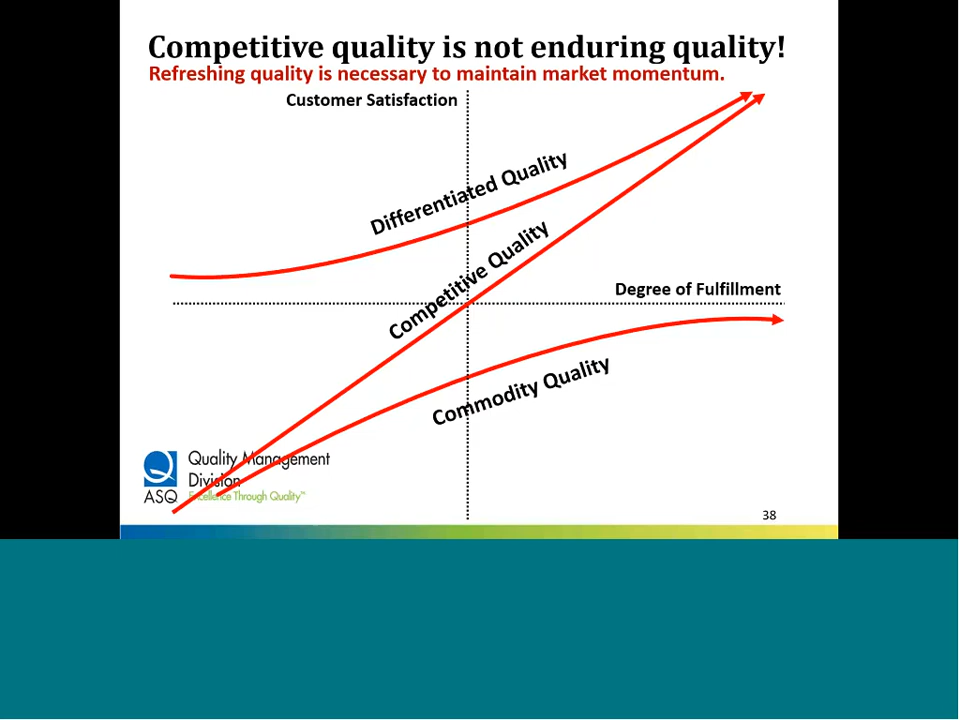 Competitive quality is not enduring quality!
Refreshing quality is necessary to maintain market momentum.
Customer Satisfaction
Differentiated Quality
Competitive Quality
Degree of Fulfillment
Commodity Quality
Quality Management
Division
ASQ Excellence Through Quality™
38